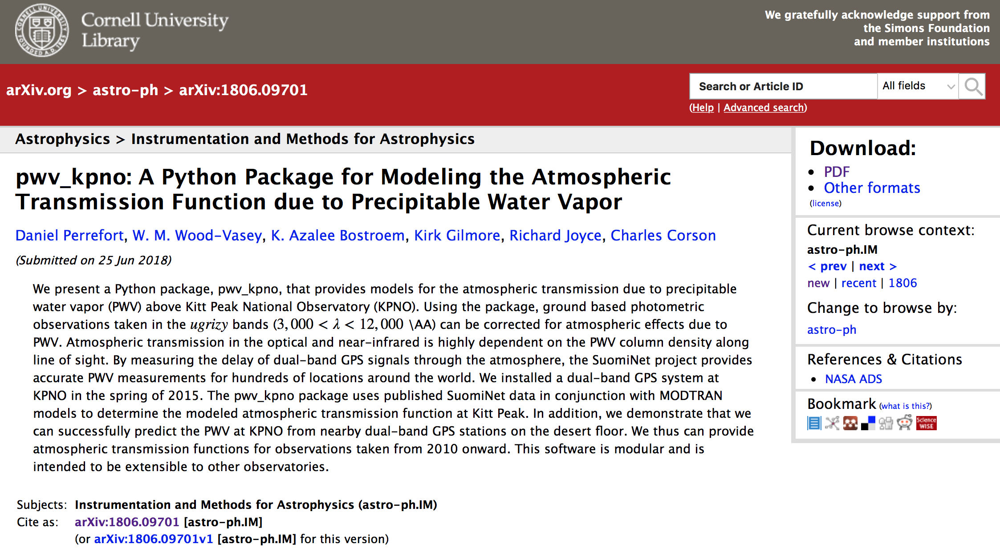 Cornell University
Library
We gratefully acknowledge support from
the Simons Foundation
and member institutions
arXiv.org > astro-ph > arXiv:1806.09701
Search or Article ID
All fields
(Help | Advanced search)
Astrophysics > Instrumentation and Methods for Astrophysics
pwv_kpno: A Python Package for Modeling the Atmospheric
Transmission Function due to Precipitable Water Vapor
Daniel Perrefort, W. M. Wood-Vasey, K. Azalee Bostroem, Kirk Gilmore, Richard Joyce, Charles Corson
(Submitted on 25 Jun 2018)
We present a Python package, pwv_kpno, that provides models for the atmospheric transmission due to precipitable
water vapor (PWV) above Kitt Peak National Observatory (KPNO). Using the package, ground based photometric
observations taken in the ugrizy bands (3,000 < λ < 12,000 \AA) can be corrected for atmospheric effects due to
PWV. Atmospheric transmission in the optical and near-infrared is highly dependent on the PWV column density along
line of sight. By measuring the delay of dual-band GPS signals through the atmosphere, the SuomiNet project provides
accurate PWV measurements for hundreds of locations around the world. We installed a dual-band GPS system at
KPNO in the spring of 2015. The pwv_kpno package uses published SuomiNet data in conjunction with MODTRAN
models to determine the modeled atmospheric transmission function at Kitt Peak. In addition, we demonstrate that we
can successfully predict the PWV at KPNO from nearby dual-band GPS stations on the desert floor. We thus can provide
atmospheric transmission functions for observations taken from 2010 onward. This software is modular and is
intended to be extensible to other observatories.
Subjects: Instrumentation and Methods for Astrophysics (astro-ph.IM)
Cite as: arXiv:1806.09701 [astro-ph.IM]
(or arXiv:1806.09701v1 [astro-ph.IM] for this version)
Download:
• PDF
• Other formats
(license)
Current browse context:
astro-ph.IM
< prev | next >
new | recent | 1806
Change to browse by:
astro-ph
References & Citations
• NASA ADS
Bookmark (what is this?)
Science
WISE